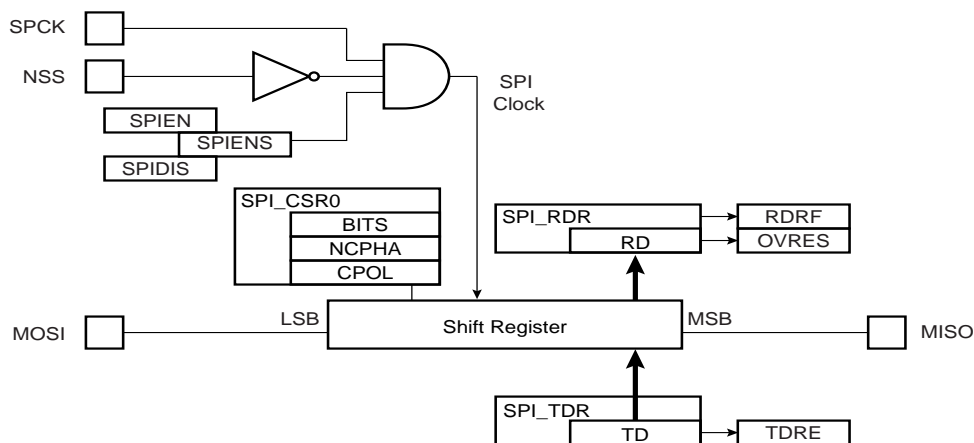 SPCK
NSS
SPI
Clock
SPIEN
SPIENS
SPIDIS
SPI_CSR0
BITS
NCPHA
CPOL
SPI_RDR
RD
RDRF
OVRES
MOSI
LSB
Shift Register
MSB
MISO
SPI_TDR
TD
TDRE